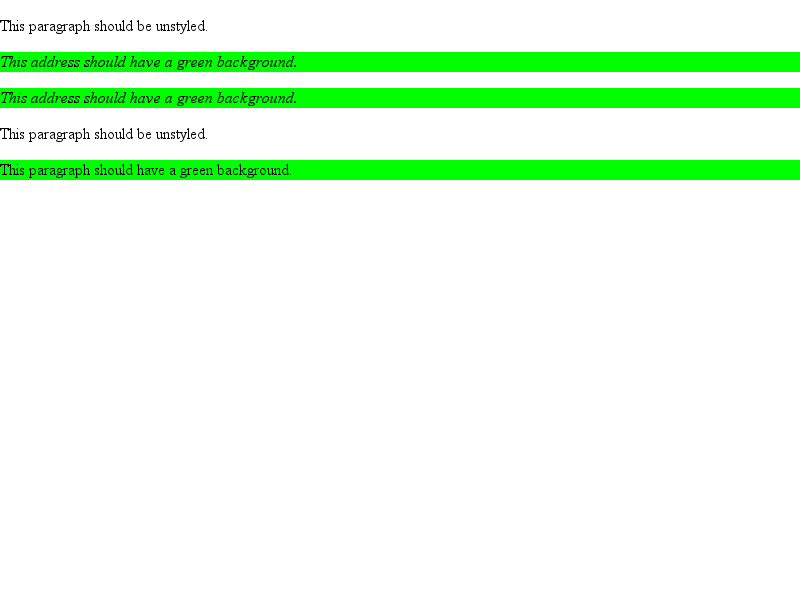 This paragraph should be unstyled.
This address should have a green background.
This address should have a green background.
This paragraph should be unstyled.
This paragraph should have a green background.